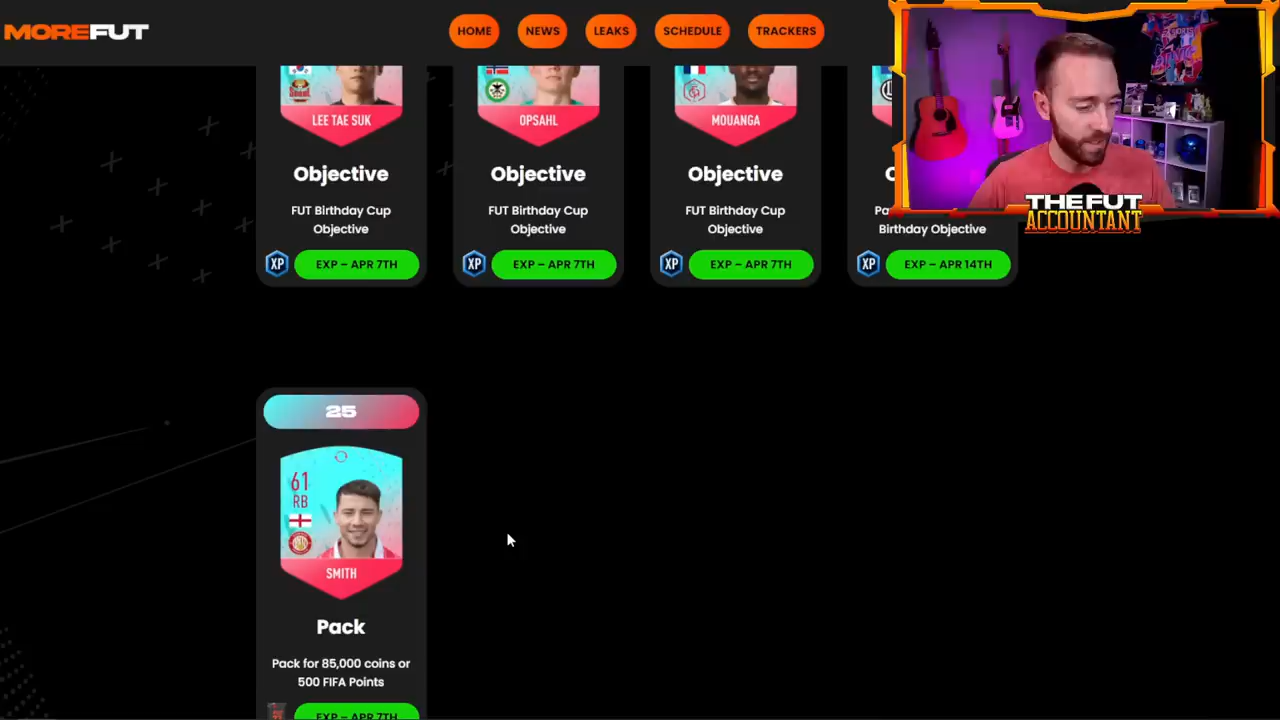 MOREFUT
HOME
NEWS
LEAKS
SCHEDULE
TRACKERS
THE FUT
ACCOUNTANT
LEE TAE SUK
Objective
FUT Birthday Cup
Objective
XP
EXP – APR 7TH
OPSAHL
Objective
FUT Birthday Cup
Objective
XP
EXP – APR 7TH
MOUANGA
Objective
FUT Birthday Cup
Objective
XP
EXP – APR 7TH
Birthday Objective
XP
EXP – APR 14TH
25
61
RB
SMITH
Pack
Pack for 85,000 coins or
500 FIFA Points
EXP – APR 7TH